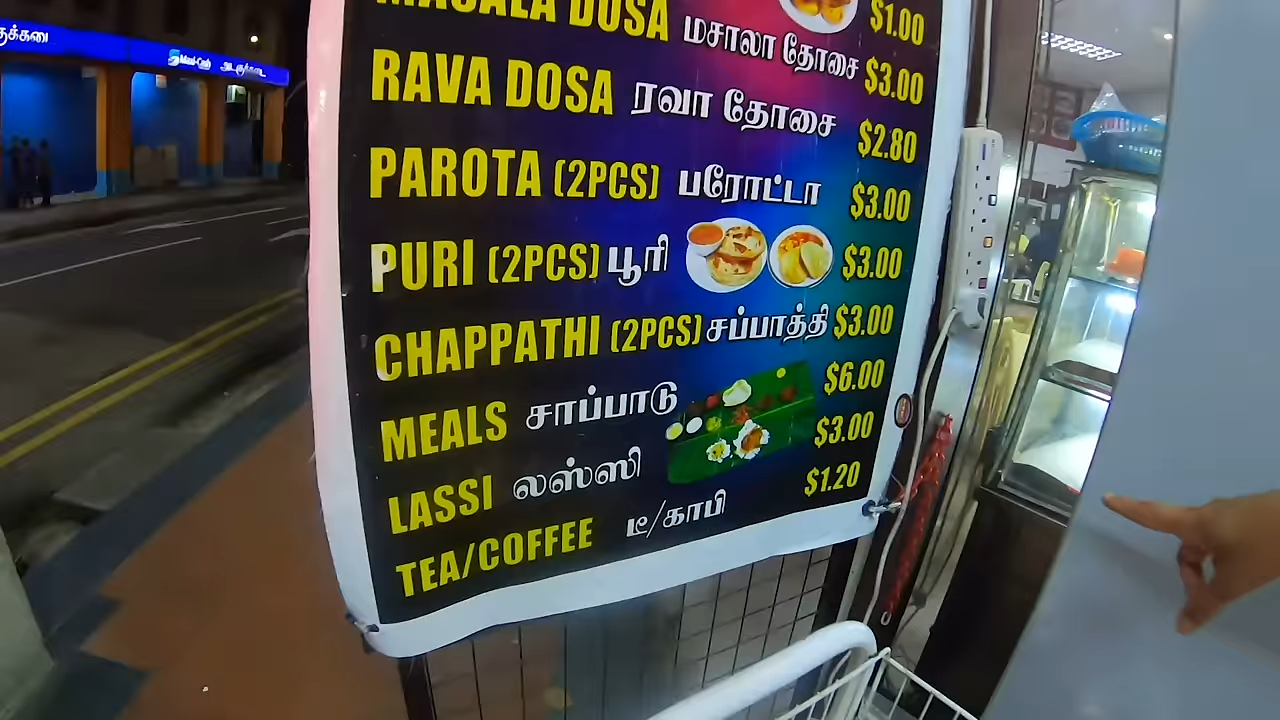 MASALA DOSA மசாலா தோசை $1.00
RAVA DOSA ரவா தோசை $3.00
PAROTA (2PCS) பரோட்டா $2.80
PURI (2PCS) பூரி $3.00
CHAPPATHI (2PCS) சப்பாத்தி $3.00
MEALS சாப்பாடு $3.00
LASSI லஸ்ஸி $6.00
TEA/COFFEE டீ/காபி $3.00
$1.20